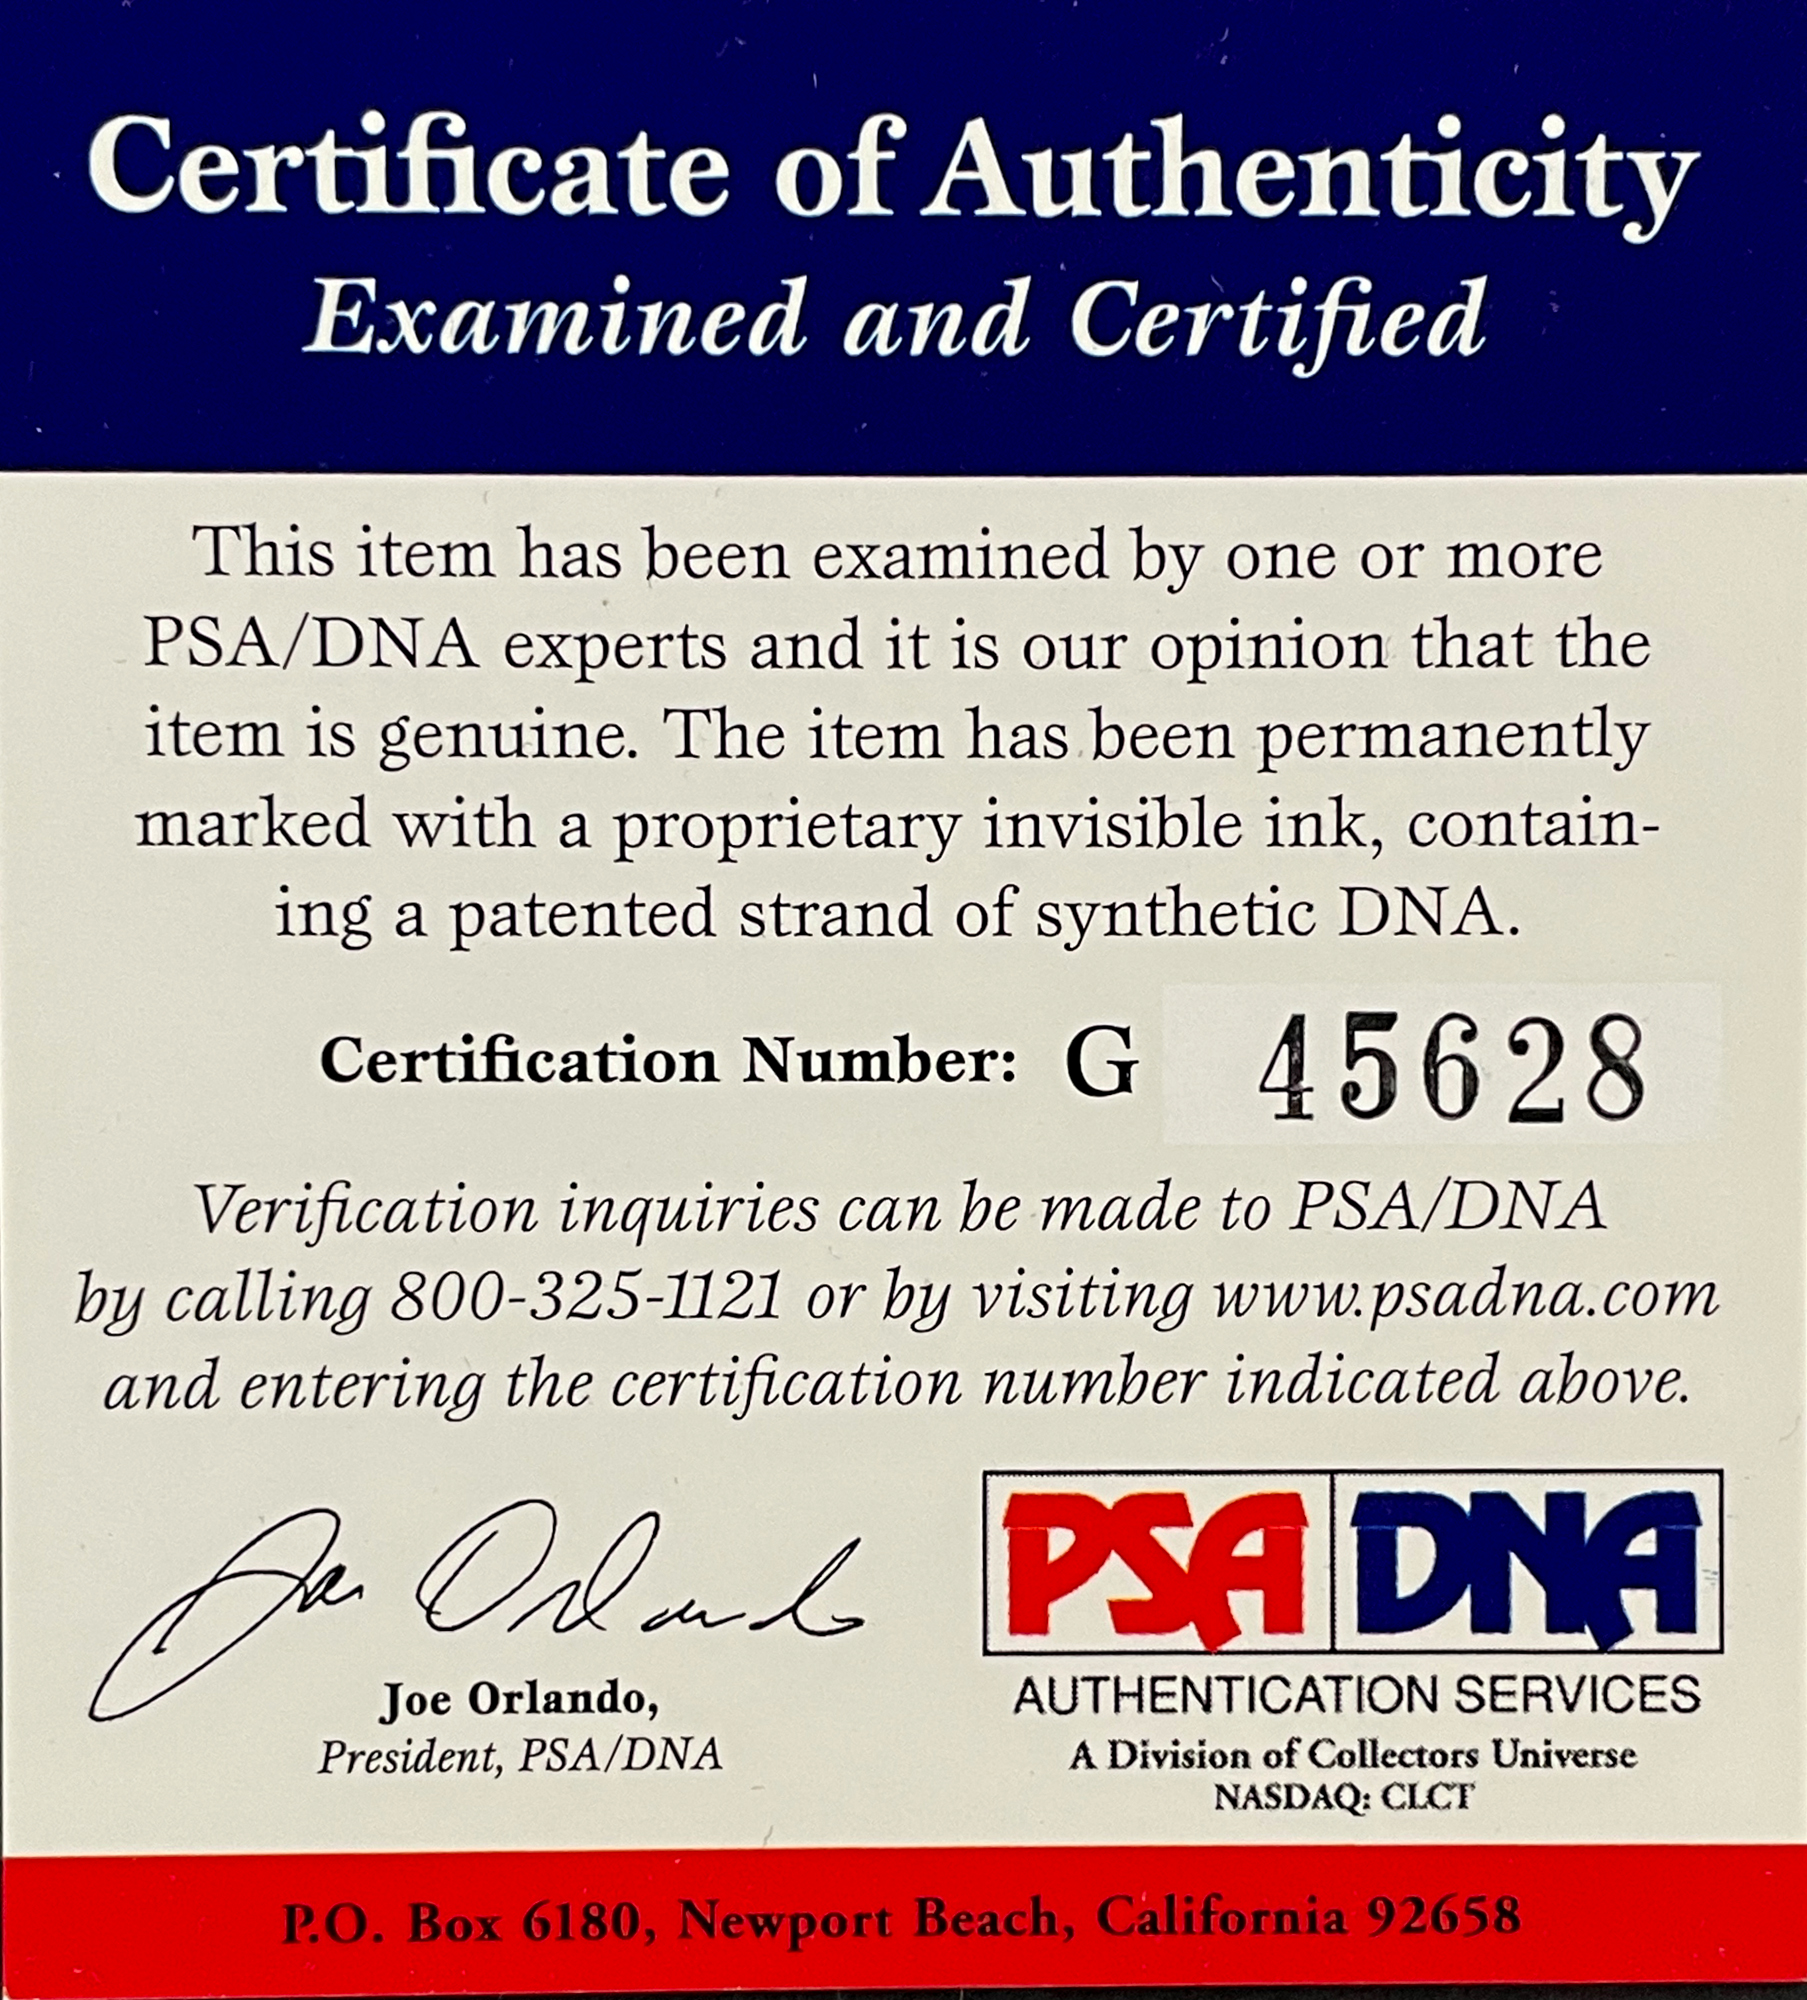 Certificate of Authenticity
Examined and Certified
This item has been examined by one or more
PSA/DNA experts and it is our opinion that the
item is genuine. The item has been permanently
marked with a proprietary invisible ink, contain-
ing a patented strand of synthetic DNA.
Certification Number: G 45628
Verification inquiries can be made to PSA/DNA
by calling 800-325-1121 or by visiting www.psadna.com
and entering the certification number indicated above.
Joe Orlando
Joe Orlando,
President, PSA/DNA
PSA DNA
AUTHENTICATION SERVICES
A Division of Collectors Universe
NASDAQ: CLCT
P.O. Box 6180, Newport Beach, California 92658